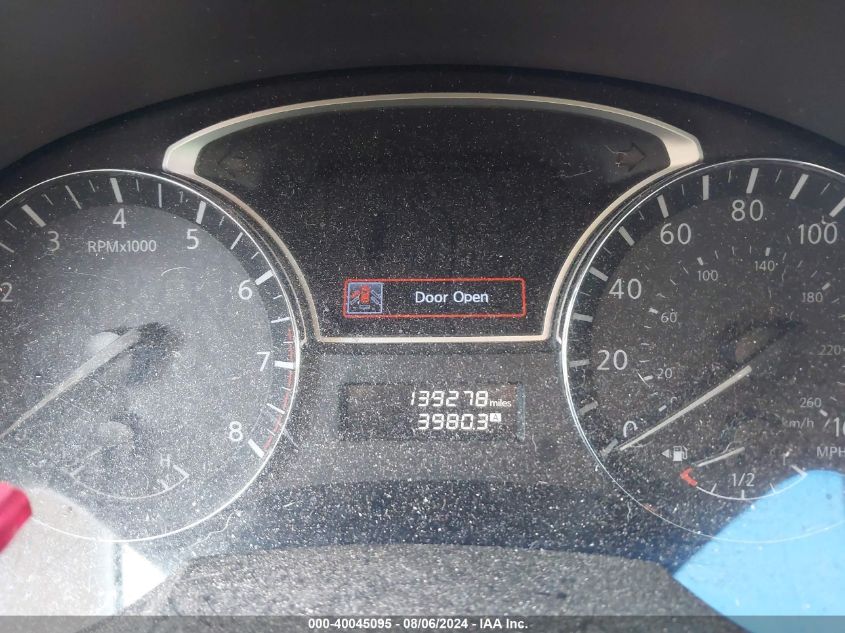 2 3 4 5 6 7 8
RPMx1000
H
Door Open
139278 miles
39803 A
0 20 40 60 80 100
20 60 100 140 180 220 260
km/h
MPH
1/2
000-40045095 - 08/06/2024 - IAA Inc.